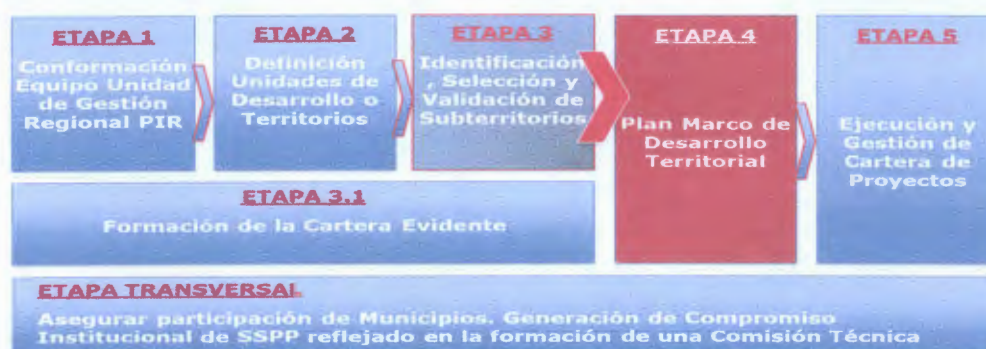 ETAPA 1
Conformación
Equipo Unidad
de Gestión
Regional PIR
ETAPA 2
Definición
Unidades de
Desarrollo o
Territorios
ETAPA 3
Identificación
, Selección y
Validación de
Subterritorios
ETAPA 4
Plan Marco de
Desarrollo
Territorial
ETAPA 5
Ejecución y
Gestión de
Cartera de
Proyectos
ETAPA 3.1
Formación de la Cartera Evidente
ETAPA TRANSVERSAL
Asegurar participación de Municipios. Generación de Compromiso
Institucional de SSPP reflejado en la formación de una Comisión Técnica